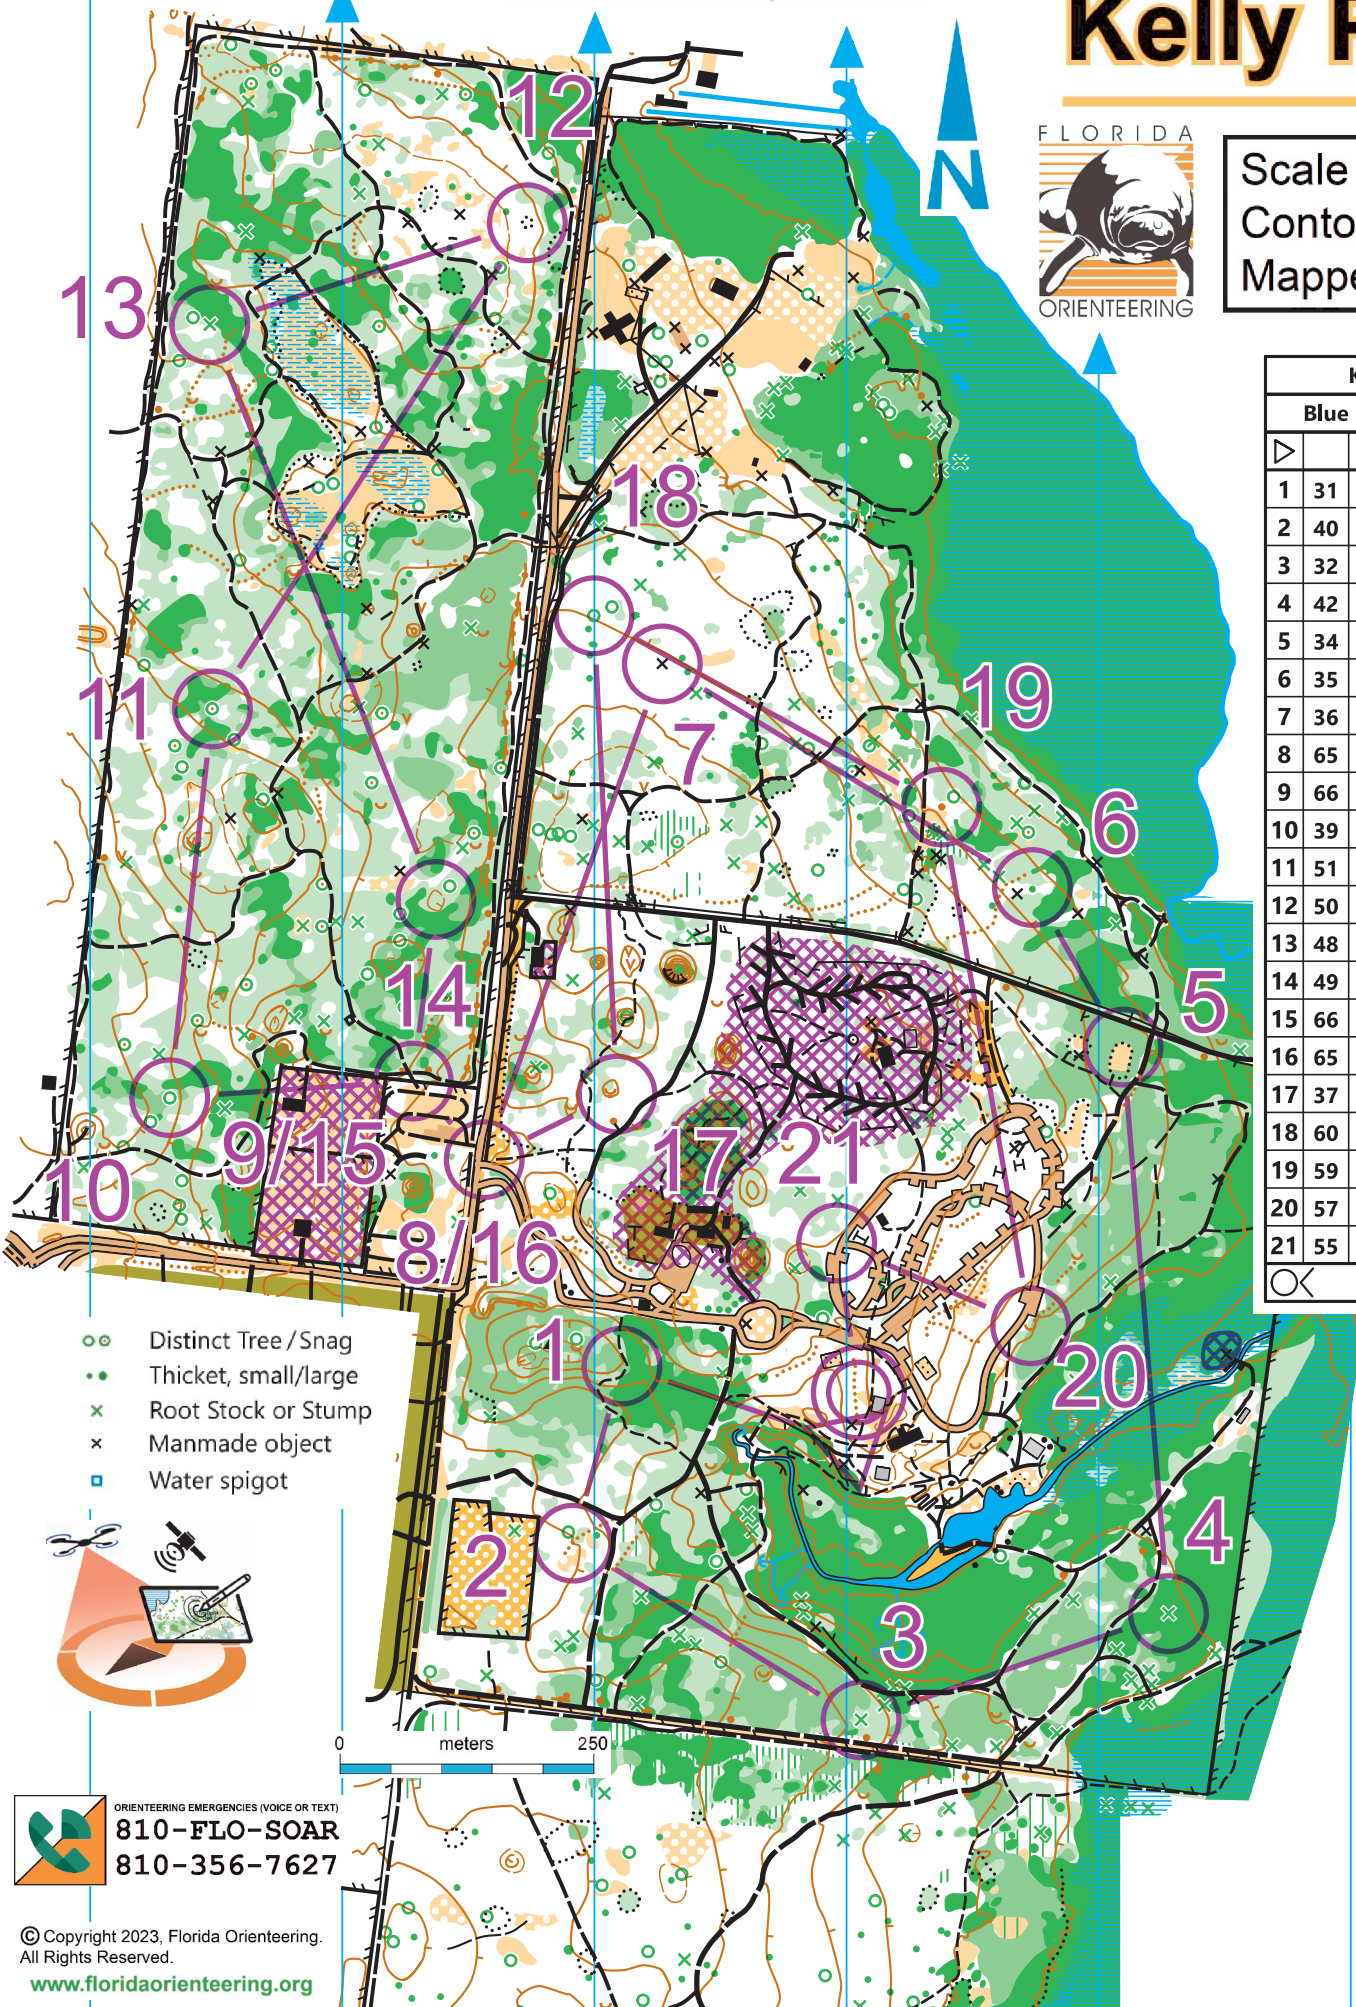 Kelly
N
FLORIDA
ORIENTEERING
Scale
Conto
Mappe
Blue
1 31
2 40
3 32
4 42
5 34
6 35
7 36
8 65
9 66
10 39
11 51
12 50
13 48
14 49
15 66
16 65
17 37
18 60
19 59
20 57
21 55
12
13
18
11
7
19
6
14
5
9/15
17
21
10
8/16
1
20
2
3
4
Distinct Tree / Snag
Thicket, small/large
Root Stock or Stump
Manmade object
Water spigot
0 meters 250
ORIENTEERING EMERGENCIES (VOICE OR TEXT)
810-FLO-SOAR
810-356-7627
© Copyright 2023, Florida Orienteering.
All Rights Reserved.
www.floridaorienteering.org